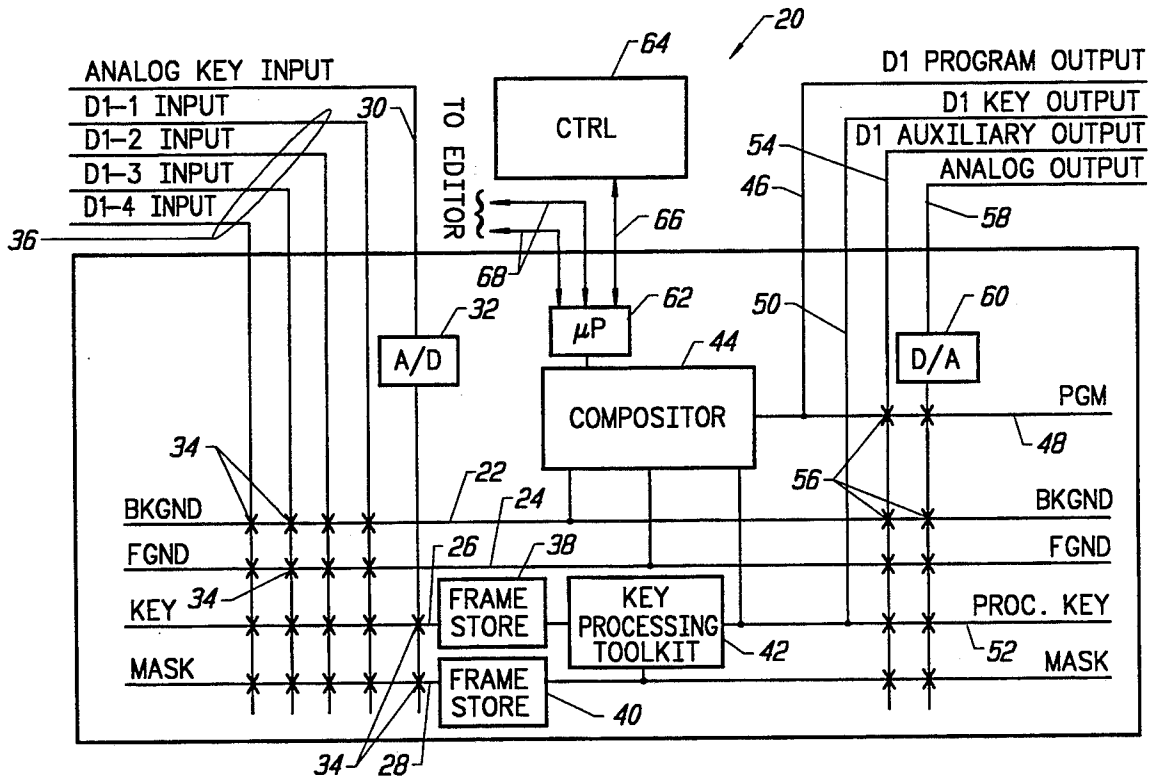 20
64
ANALOG KEY INPUT
D1 PROGRAM OUTPUT
D1-1 INPUT
30
D1 KEY OUTPUT
D1-2 INPUT
TO EDITOR
CTRL
54
D1 AUXILIARY OUTPUT
D1-3 INPUT
46
ANALOG OUTPUT
D1-4 INPUT
66
58
36
68
62
50
60
32
μP
44
A/D
D/A
COMPOSITOR
PGM
48
34
22
24
56
BKGND
BKGND
26
38
FGND
FGND
34
KEY
FRAME STORE
KEY PROCESSING TOOLKIT
42
PROC. KEY
52
MASK
FRAME STORE
40
MASK
34
28